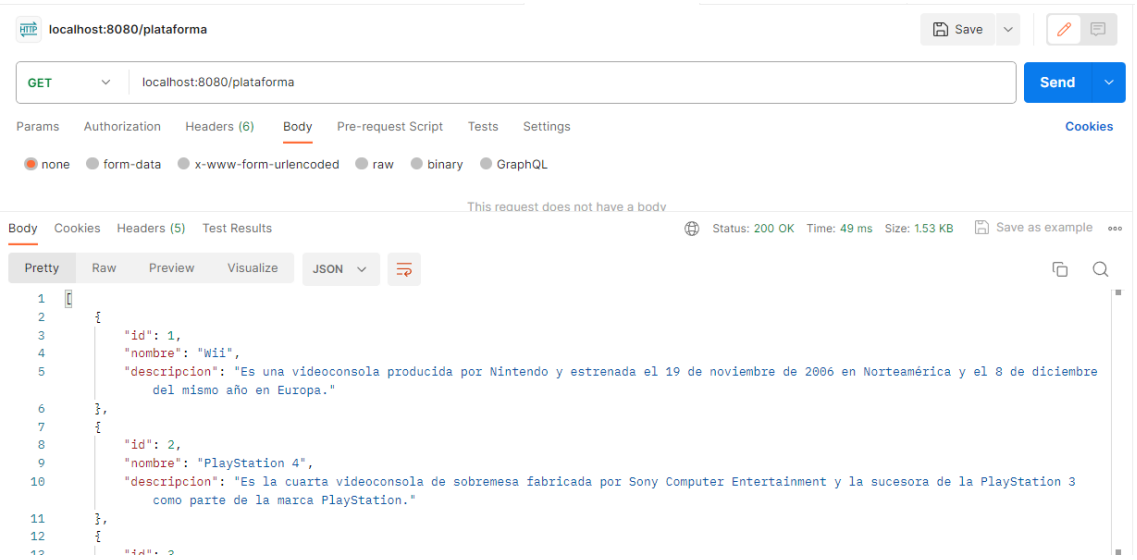 HTTP localhost:8080/plataforma Save
GET localhost:8080/plataforma Send
Params Authorization Headers (6) Body Pre-request Script Tests Settings Cookies
none form-data x-www-form-urlencoded raw binary GraphQL
This request does not have a body
Body Cookies Headers (5) Test Results Status: 200 OK Time: 49 ms Size: 1.53 KB Save as example
Pretty Raw Preview Visualize JSON
1 [
2 {
3 "id": 1,
4 "nombre": "Wii",
5 "descripcion": "Es una videoconsola producida por Nintendo y estrenada el 19 de noviembre de 2006 en Norteamérica y el 8 de diciembre
del mismo año en Europa."
6 },
7 {
8 "id": 2,
9 "nombre": "PlayStation 4",
10 "descripcion": "Es la cuarta videoconsola de sobremesa fabricada por Sony Computer Entertainment y la sucesora de la PlayStation 3
como parte de la marca PlayStation."
11 },
12 {
13 "id": 3